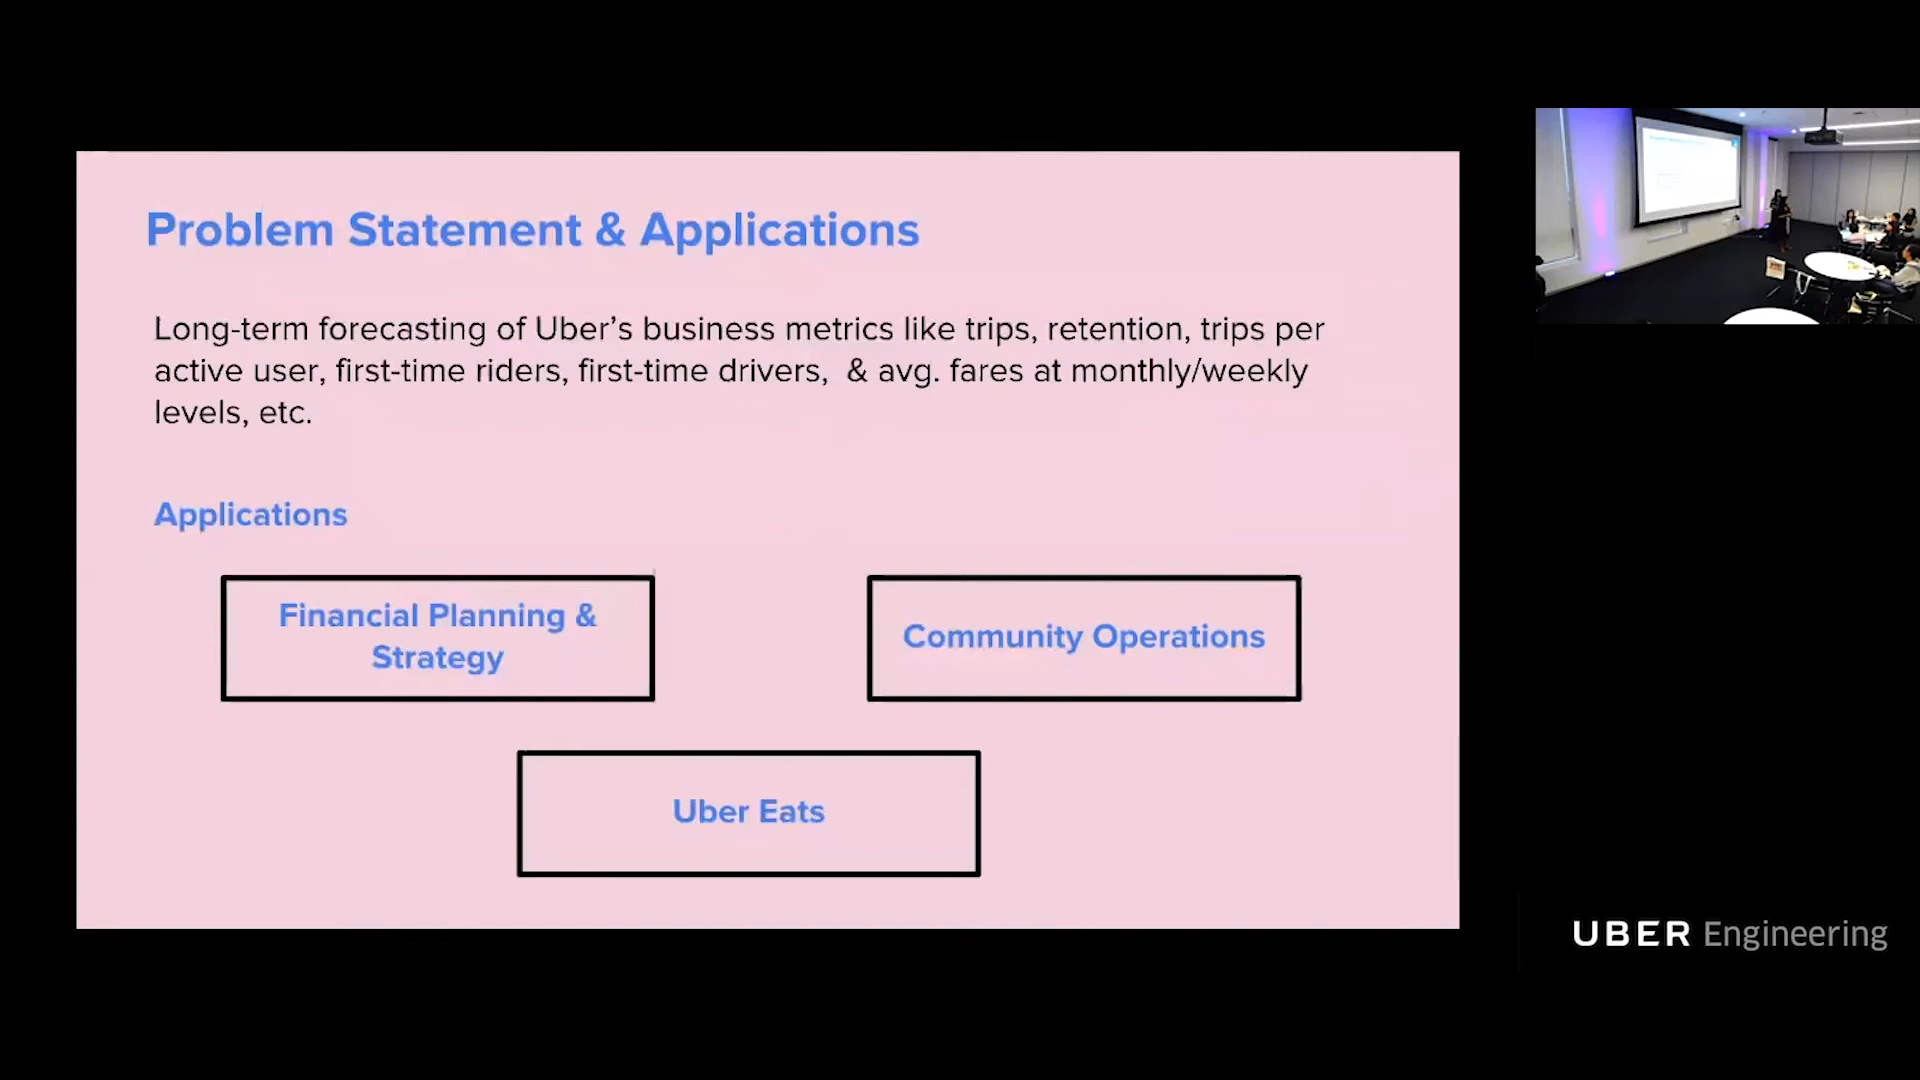 Problem Statement & Applications
Long-term forecasting of Uber's business metrics like trips, retention, trips per
active user, first-time riders, first-time drivers,  & avg. fares at monthly/weekly
levels, etc.
Applications
Financial Planning &
Strategy
Community Operations
Uber Eats
UBER Engineering